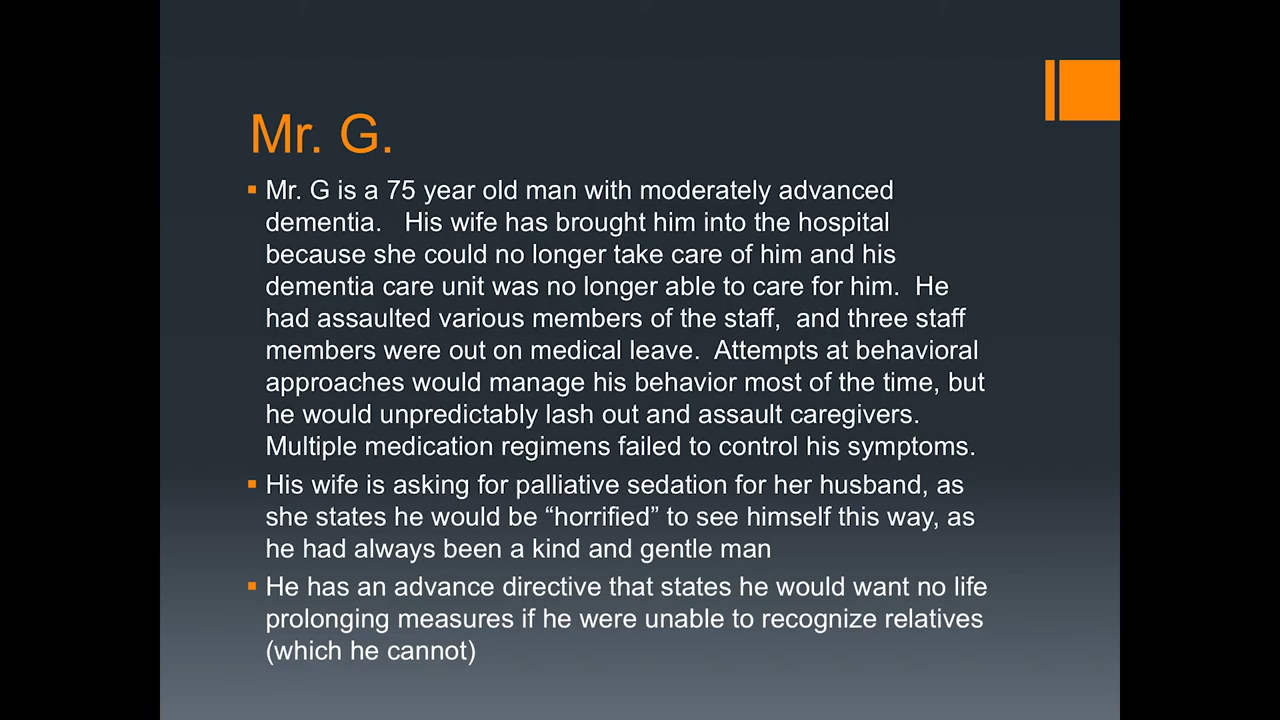 Mr. G.
Mr. G is a 75 year old man with moderately advanced
dementia.   His wife has brought him into the hospital
because she could no longer take care of him and his
dementia care unit was no longer able to care for him.  He
had assaulted various members of the staff,  and three staff
members were out on medical leave.  Attempts at behavioral
approaches would manage his behavior most of the time, but
he would unpredictably lash out and assault caregivers.
Multiple medication regimens failed to control his symptoms.
His wife is asking for palliative sedation for her husband, as
she states he would be “horrified” to see himself this way, as
he had always been a kind and gentle man
He has an advance directive that states he would want no life
prolonging measures if he were unable to recognize relatives
(which he cannot)